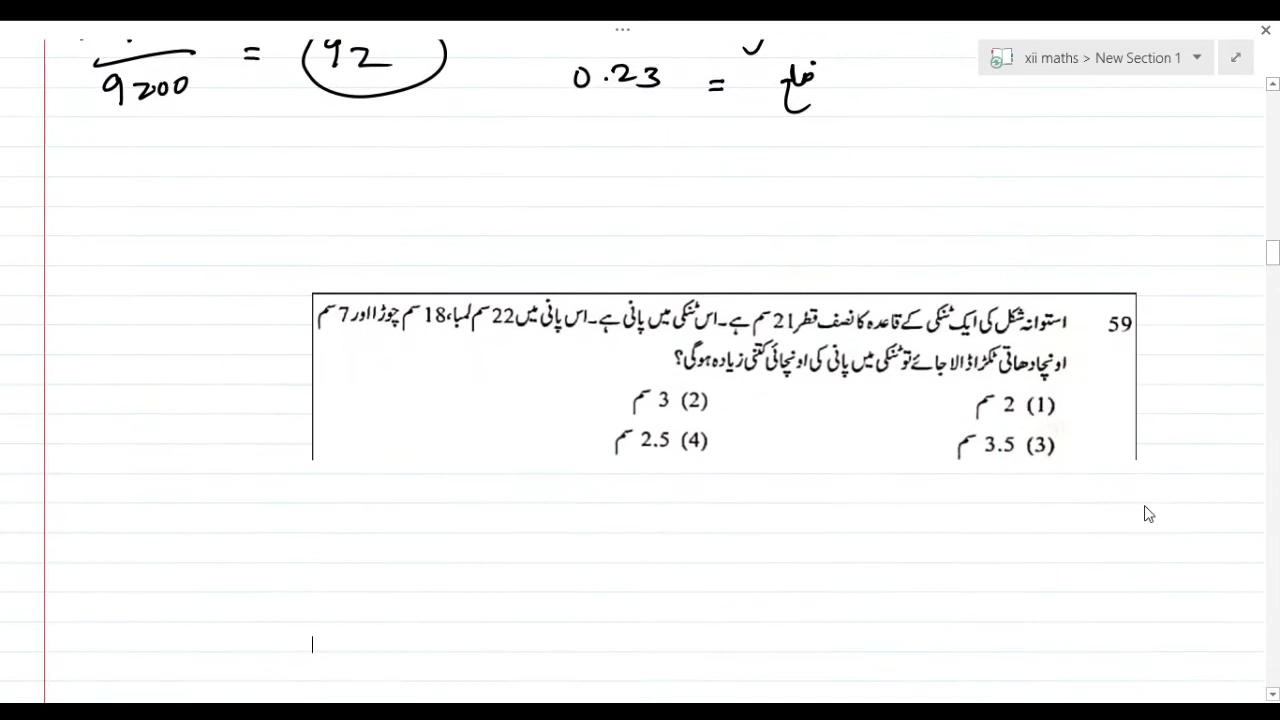 xii maths > New Section 1
9200 = 92
0.23 =
59 استوانہ شکل کی ایک ٹنکی کے قاعدہ کا نصف قطر 21 سم ہے۔ اس ٹنکی میں پانی ہے۔ اس پانی میں 22 سم لمبا، 18 سم چوڑا اور 7 سم
اونچا دھاتی ٹکڑا ڈالا جائے تو ٹنکی میں پانی کی اونچائی کتنی زیادہ ہوگی؟
(1) 2 سم (2) 3 سم
(3) 3.5 سم (4) 2.5 سم